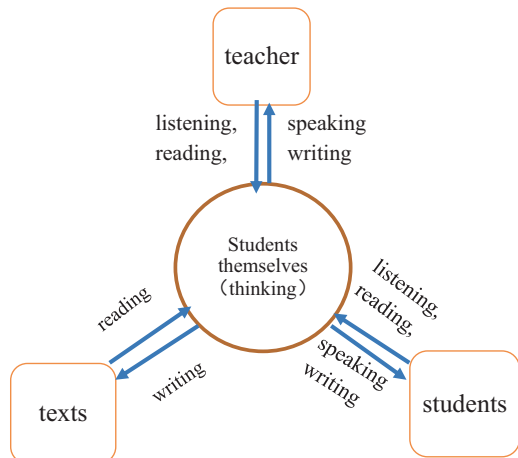 teacher
listening,
reading,
speaking
writing
Students
themselves
（thinking）
reading
writing
listening,
reading,
speaking
writing
texts
students